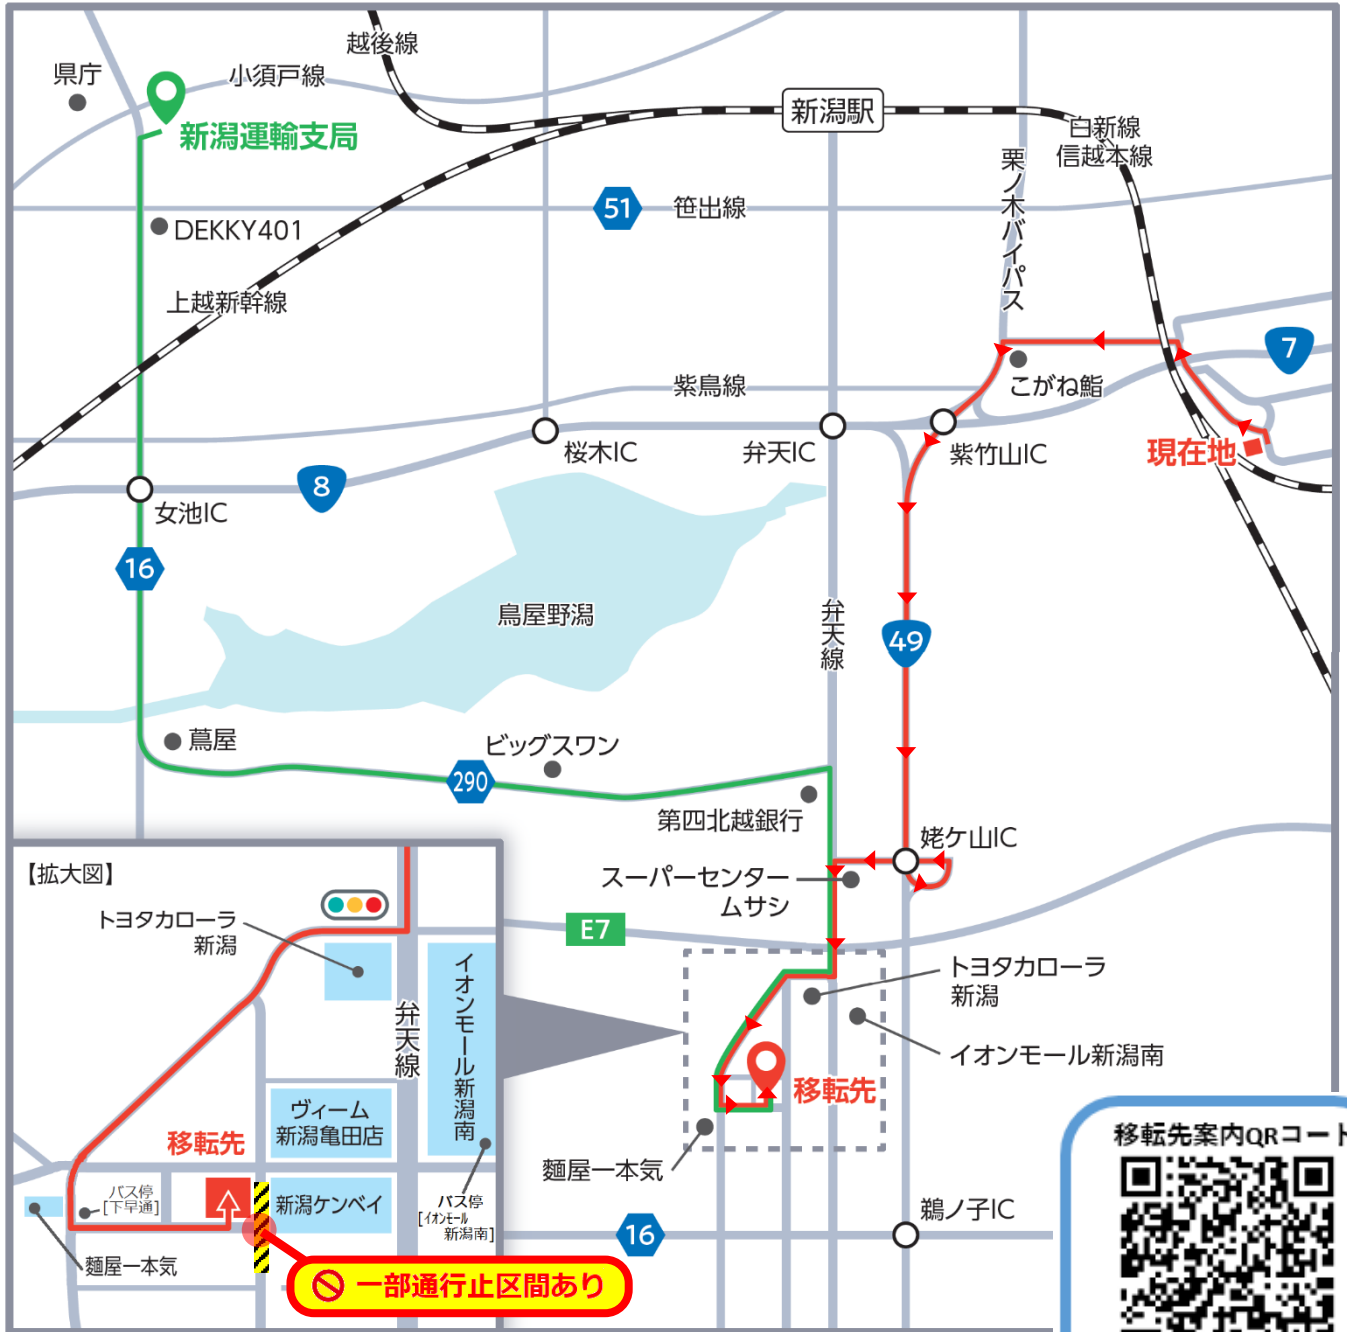 越後線
県庁
小須戸線
新潟駅
新潟運輸支局
白新線
信越本線
栗ノ木バイパス
51
笹出線
DEKKY401
上越新幹線
7
こがね鮨
紫鳥線
桜木IC
弁天IC
紫竹山IC
現在地
8
女池IC
16
鳥屋野潟
弁天線
49
蔦屋
ビッグスワン
290
第四北越銀行
姥ケ山IC
スーパーセンター
ムサシ
E7
トヨタカローラ
新潟
イオンモール新潟南
移転先
麺屋一本気
鵜ノ子IC
16
【拡大図】
トヨタカローラ
新潟
イオンモール新潟南
弁天線
ヴィーム
新潟亀田店
移転先
バス停
[下早通]
新潟ケンベイ
バス停
[イオンモール
新潟南]
麺屋一本気
一部通行止区間あり
移転先案内QRコート